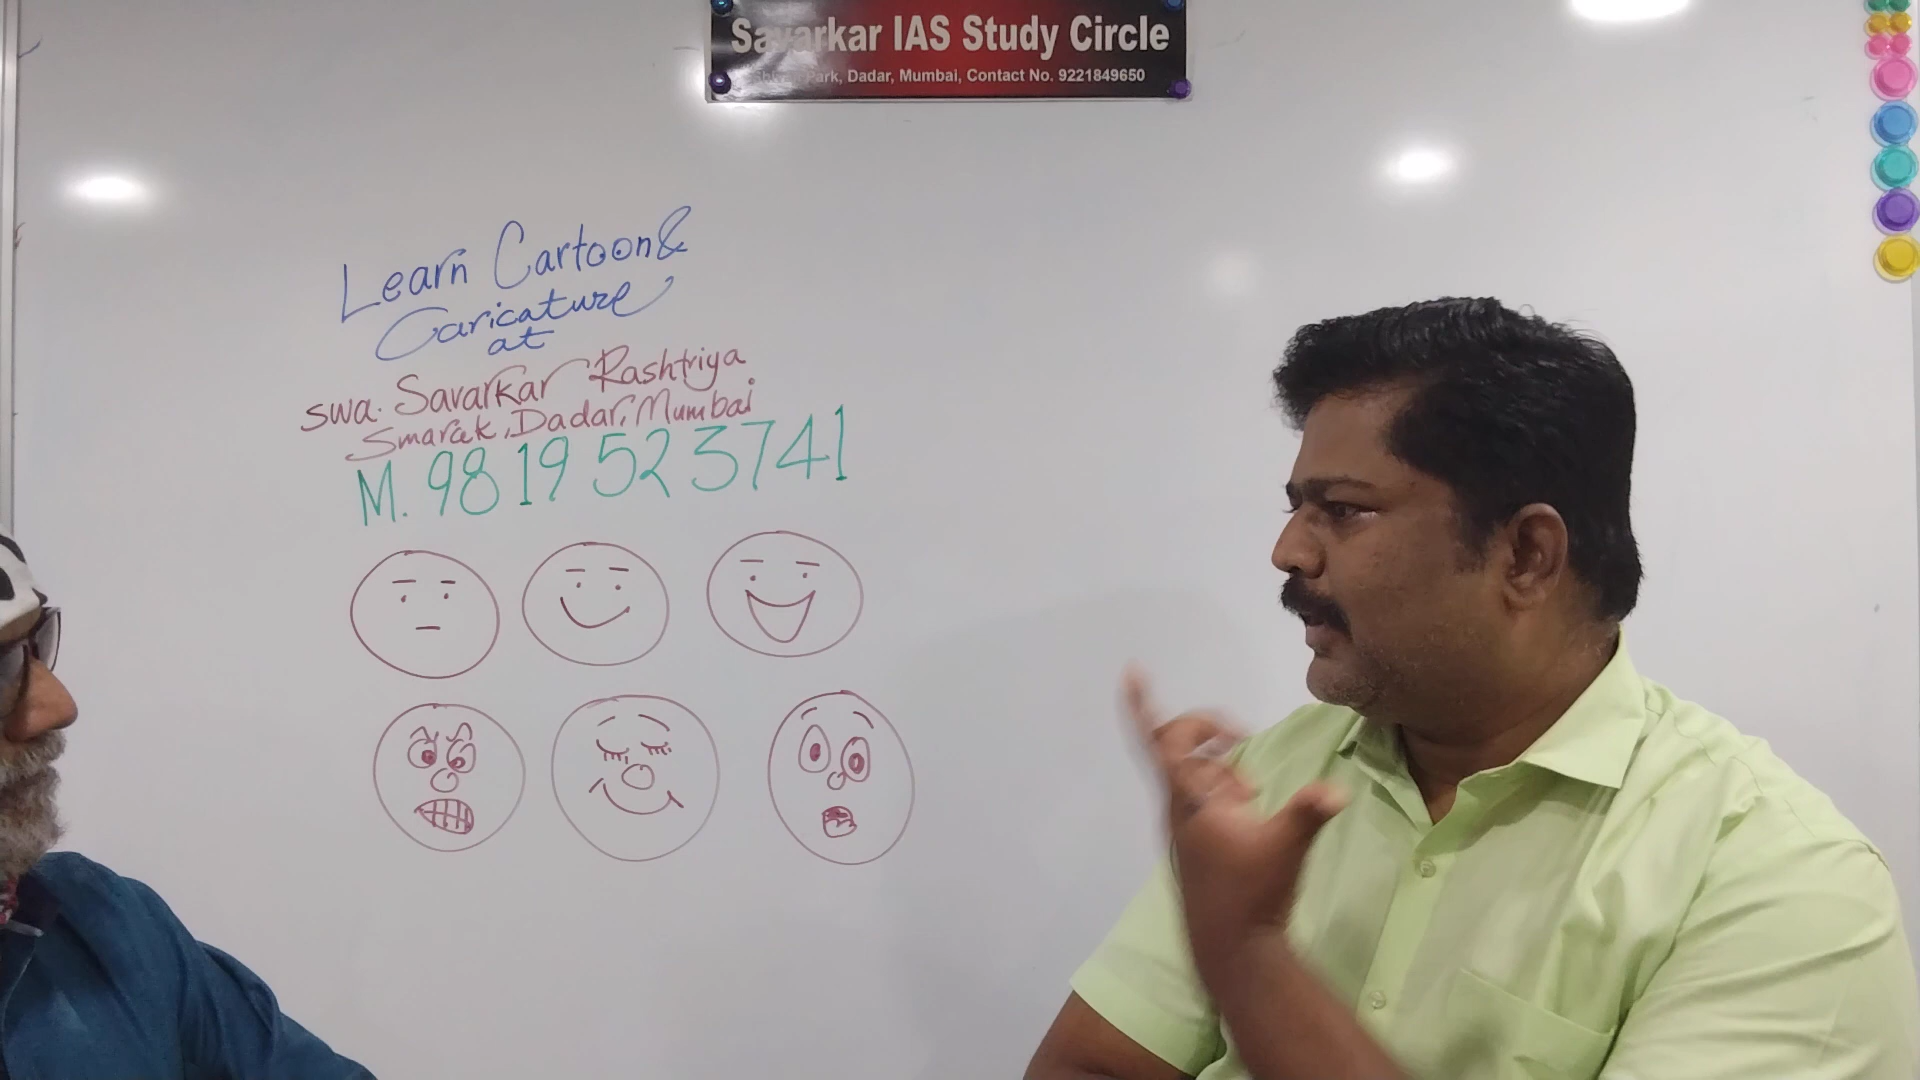 Savarkar IAS Study Circle
Shivaji Park, Dadar, Mumbai, Contact No. 9221849650
Learn Cartoon &
Caricature
at
swa. Savarkar Rashtriya
Smarak, Dadar, Mumbai
M. 9819523741